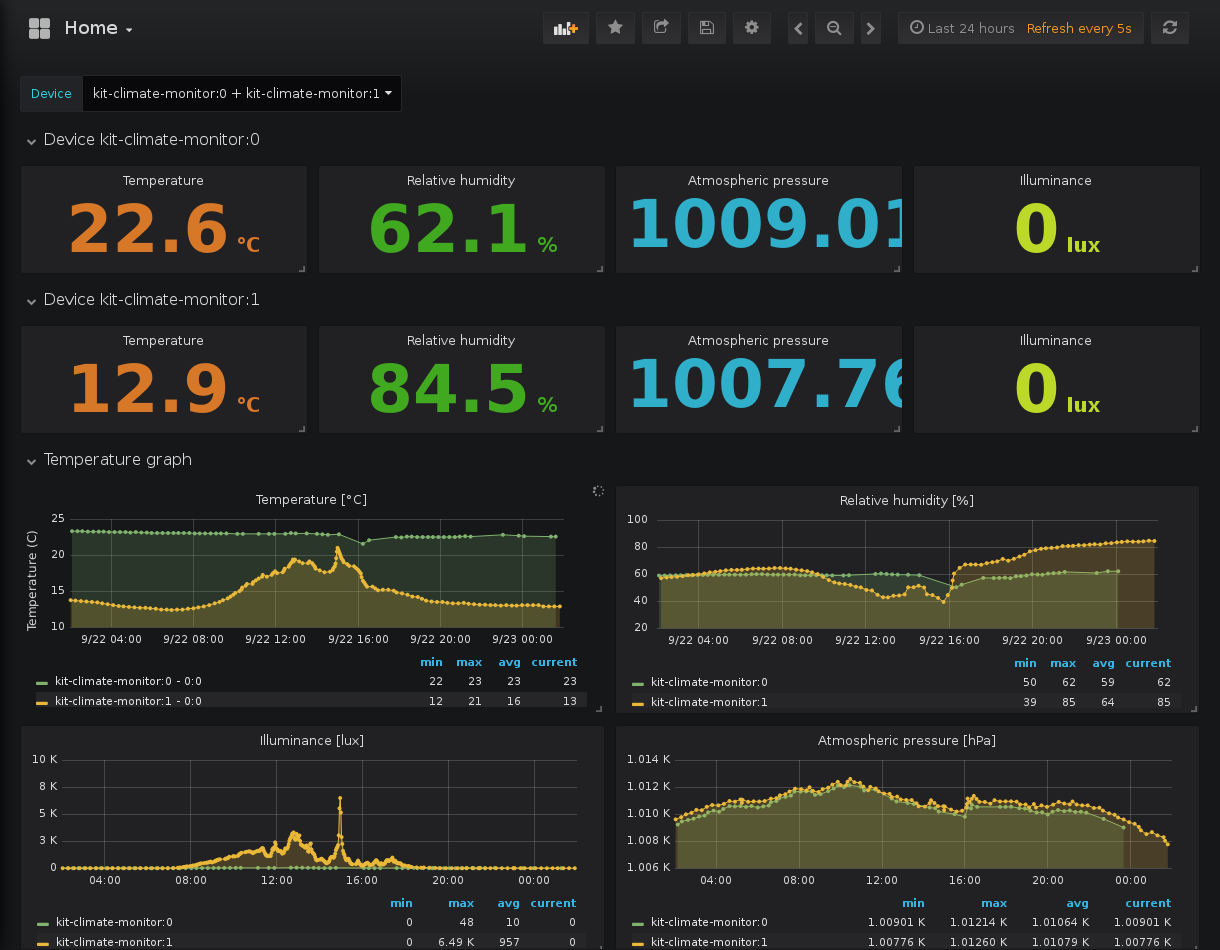 Home
Last 24 hours Refresh every 5s
Device kit-climate-monitor:0 + kit-climate-monitor:1
Device kit-climate-monitor:0
Temperature Relative humidity Atmospheric pressure Illuminance
22.6 °C 62.1 % 1009.01 0 lux
Device kit-climate-monitor:1
Temperature Relative humidity Atmospheric pressure Illuminance
12.9 °C 84.5 % 1007.76 0 lux
Temperature graph
Temperature [°C]
Temperature (C)
25
20
15
10
9/22 04:00 9/22 08:00 9/22 12:00 9/22 16:00 9/22 20:00 9/23 00:00
min max avg current
kit-climate-monitor:0 - 0:0 22 23 23 23
kit-climate-monitor:1 - 0:0 12 21 16 13
Relative humidity [%]
100
80
60
40
20
9/22 04:00 9/22 08:00 9/22 12:00 9/22 16:00 9/22 20:00 9/23 00:00
min max avg current
kit-climate-monitor:0 50 62 59 62
kit-climate-monitor:1 39 85 64 85
Illuminance [lux]
10 K
8 K
5 K
3 K
0
04:00 08:00 12:00 16:00 20:00 00:00
min max avg current
kit-climate-monitor:0 0 48 10 0
kit-climate-monitor:1 0 6.49 K 957 0
Atmospheric pressure [hPa]
1.014 K
1.012 K
1.010 K
1.008 K
1.006 K
04:00 08:00 12:00 16:00 20:00 00:00
min max avg current
kit-climate-monitor:0 1.00901 K 1.01214 K 1.01064 K 1.00901 K
kit-climate-monitor:1 1.00776 K 1.01260 K 1.01079 K 1.00776 K